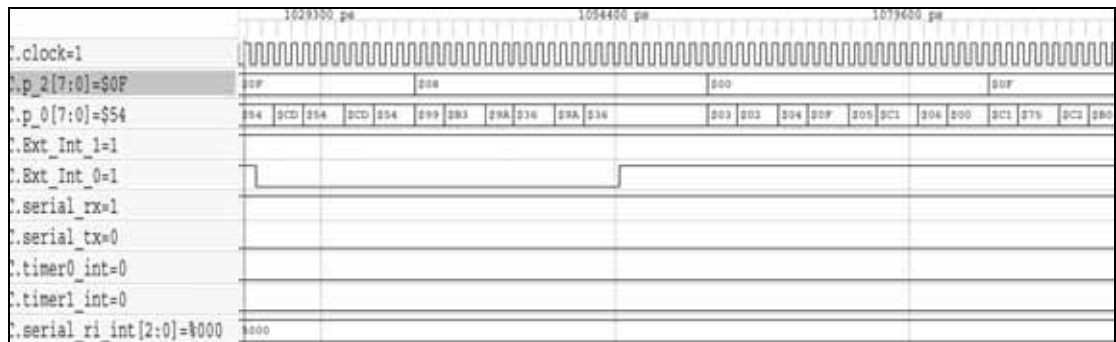 1029300 ps 1054400 ps 1079600 ps
C.clock=1
C.p_2[7:0]=$0F $0F $08 $00 $0F
C.p_0[7:0]=$54 $54 $CD $54 $CD $54 $99 $B3 $9A $36 $9A $36 $03 $02 $04 $0F $05 $C1 $06 $00 $C1 $75 $C2 $80
C.Ext_Int_1=1
C.Ext_Int_0=1
C.serial_rx=1
C.serial_tx=0
C.timer0_int=0
C.timer1_int=0
C.serial_ri_int[2:0]=%000 %000